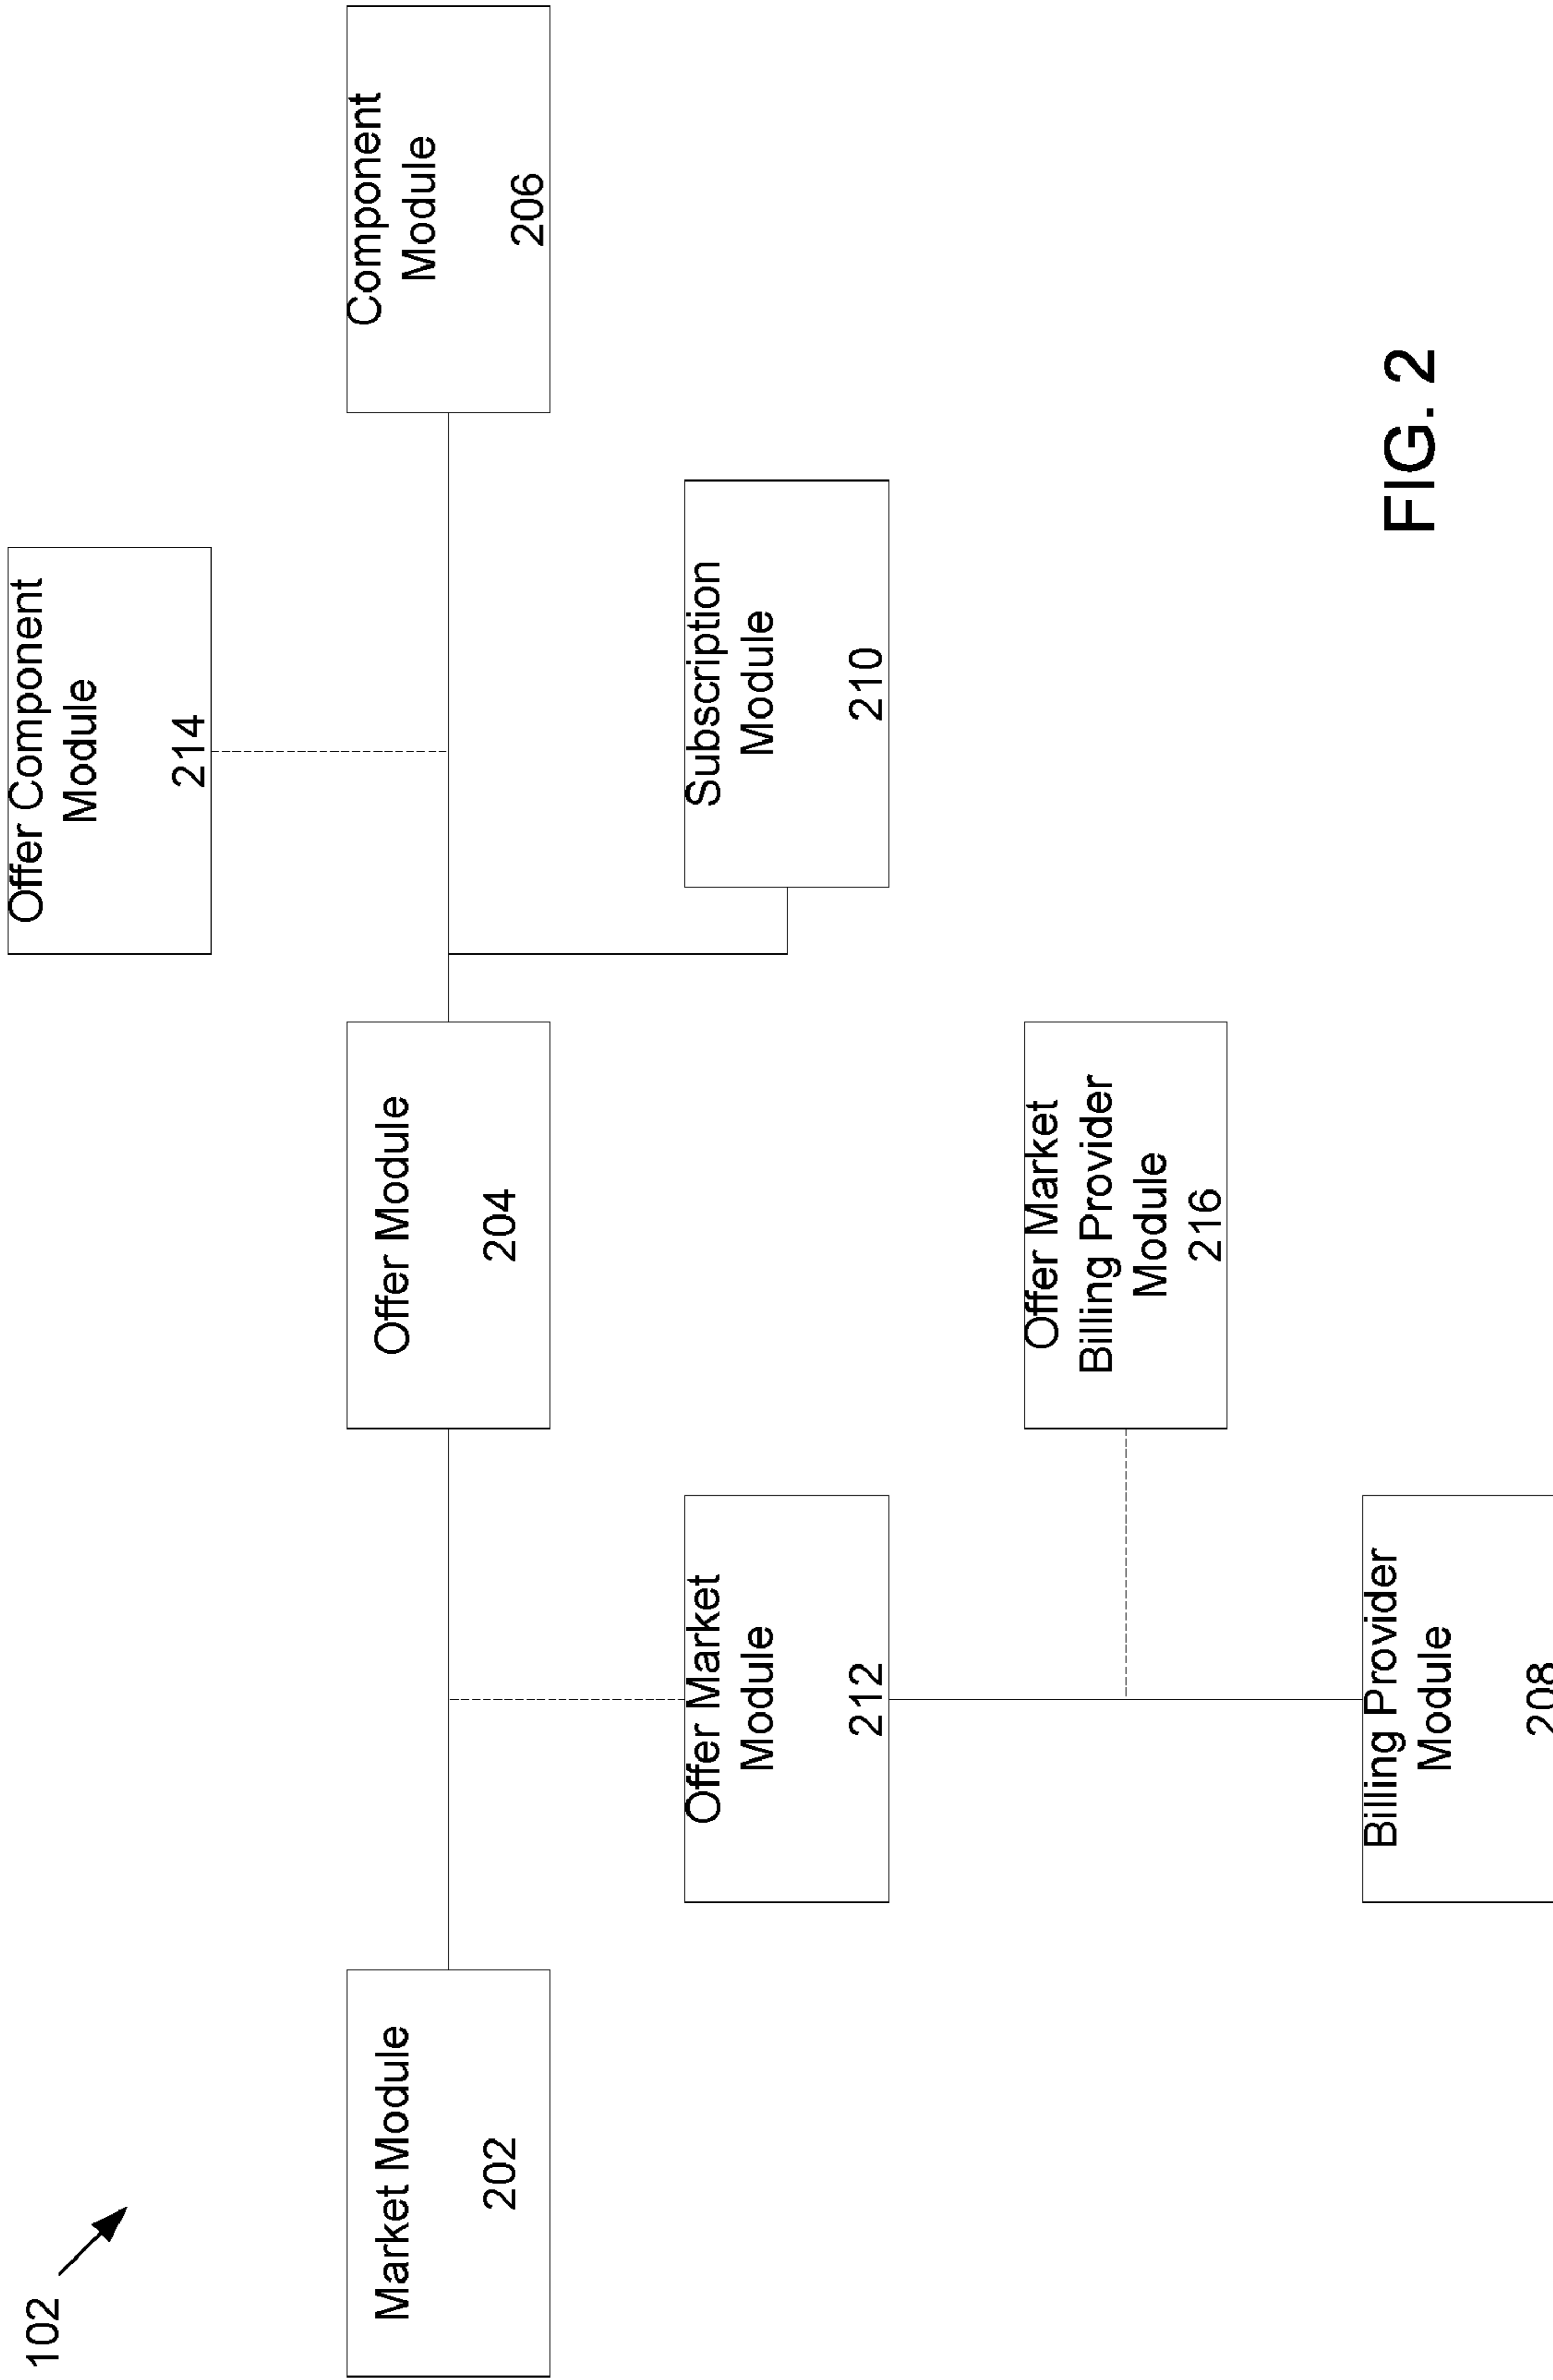 102
Offer Component
Module
214
Market Module
202
Offer Module
204
Component
Module
206
Offer Market
Module
212
Subscription
Module
210
Offer Market
Billing Provider
Module
216
Billing Provider
Module
208
FIG. 2